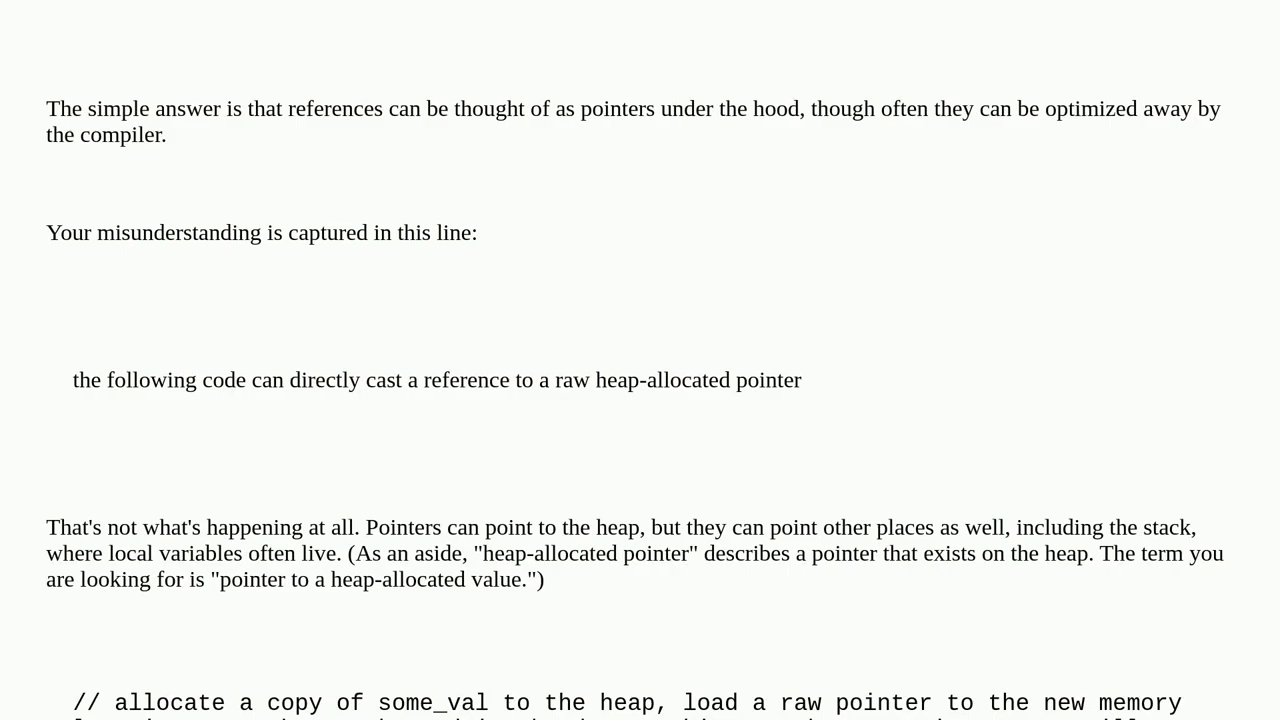 The simple answer is that references can be thought of as pointers under the hood, though often they can be optimized away by
the compiler.
Your misunderstanding is captured in this line:
the following code can directly cast a reference to a raw heap-allocated pointer
That's not what's happening at all. Pointers can point to the heap, but they can point other places as well, including the stack,
where local variables often live. (As an aside, "heap-allocated pointer" describes a pointer that exists on the heap. The term you
are looking for is "pointer to a heap-allocated value.")
// allocate a copy of some_val to the heap, load a raw pointer to the new memory